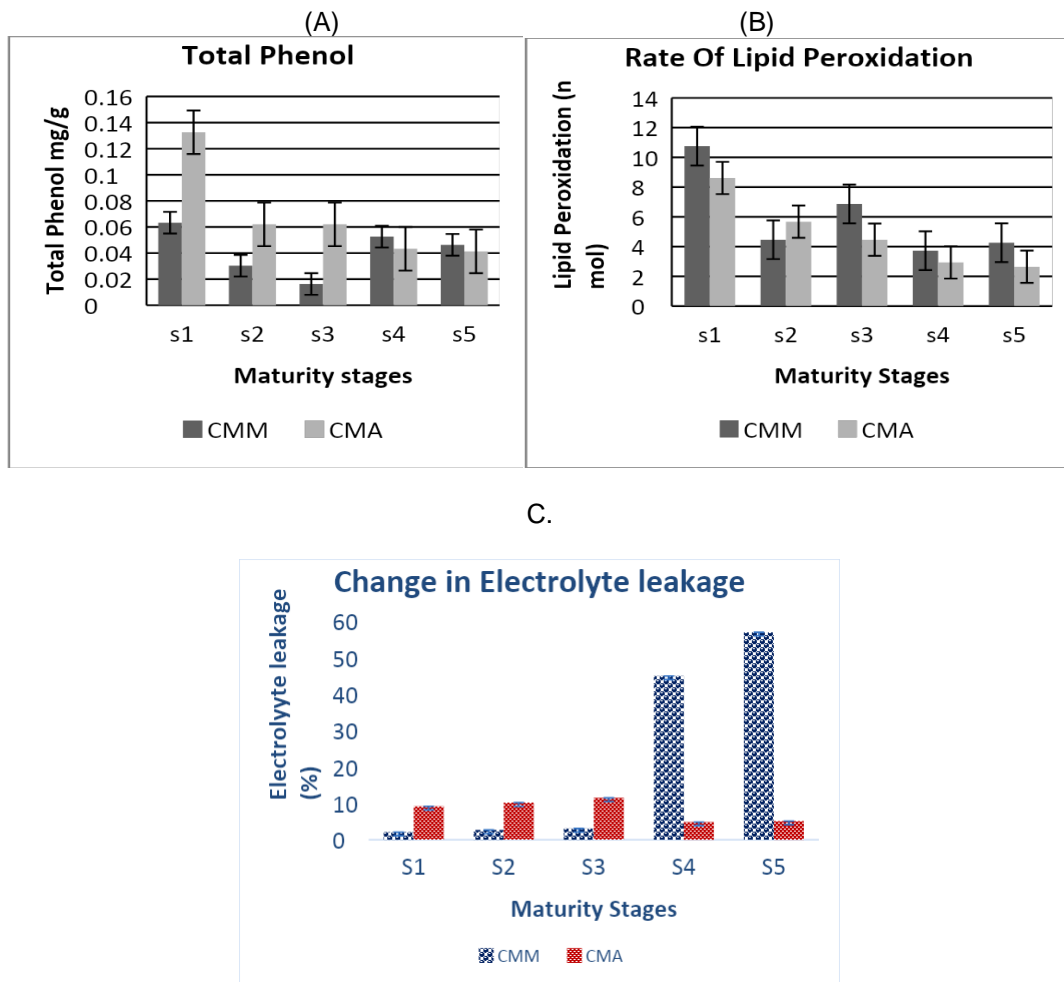 (A)
Total Phenol
Total Phenol mg/g
0.16
0.14
0.12
0.1
0.08
0.06
0.04
0.02
0
s1 s2 s3 s4 s5
Maturity stages
CMM CMA
(B)
Rate Of Lipid Peroxidation
Lipid Peroxidation (n
mol)
14
12
10
8
6
4
2
0
s1 s2 s3 s4 s5
Maturity Stages
CMM CMA
C.
Change in Electrolyte leakage
Electrolyyte leakage
(%)
60
50
40
30
20
10
0
S1 S2 S3 S4 S5
Maturity Stages
CMM CMA